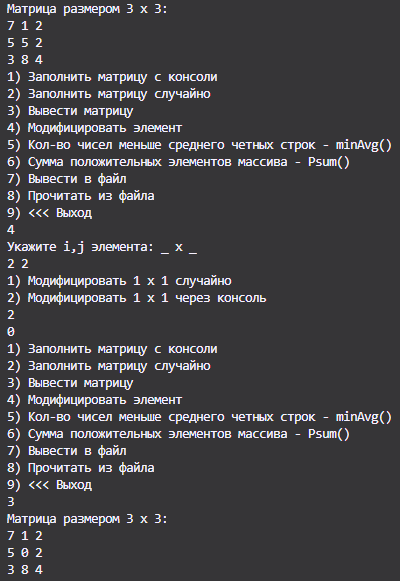 Матрица размером 3 x 3:
7 1 2
5 5 2
3 8 4
1) Заполнить матрицу с консоли
2) Заполнить матрицу случайно
3) Вывести матрицу
4) Модифицировать элемент
5) Кол-во чисел меньше среднего четных строк - minAvg()
6) Сумма положительных элементов массива - Psum()
7) Вывести в файл
8) Прочитать из файла
9) <<< Выход
4
Укажите i,j элемента: _ x _
2 2
1) Модифицировать 1 x 1 случайно
2) Модифицировать 1 x 1 через консоль
2
0
1) Заполнить матрицу с консоли
2) Заполнить матрицу случайно
3) Вывести матрицу
4) Модифицировать элемент
5) Кол-во чисел меньше среднего четных строк - minAvg()
6) Сумма положительных элементов массива - Psum()
7) Вывести в файл
8) Прочитать из файла
9) <<< Выход
3
Матрица размером 3 x 3:
7 1 2
5 0 2
3 8 4